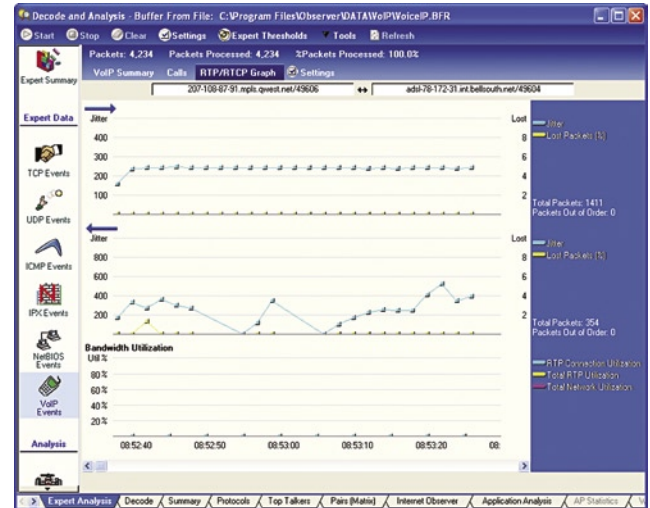 Decode and Analysis - Buffer From File: C:\Program Files\Observer\DATA\VoIP\VoiceIP.BFR
Start Stop Clear Settings Expert Thresholds Tools Refresh
Expert Summary
Packets: 4,234 Packets Processed: 4,234 %Packets Processed: 100.0%
VoIP Summary Calls RTP/RTCP Graph Settings
207-108-87-91.mpls.qwest.net/49606 adsl-78-172-31.int.bellsouth.net/49604
Expert Data
TCP Events
UDP Events
ICMP Events
IPX Events
NetBIOS
Events
VoIP
Events
Analysis
Jitter Lost
400 8
300 6
200 4
100 2
Jitter
Lost Packets (%)
Total Packets: 1411
Packets Out of Order: 0
Jitter Lost
800 8
600 6
400 4
200 2
Jitter
Lost Packets (%)
Total Packets: 354
Packets Out of Order: 0
Bandwidth Utilization
80%
60%
40%
20%
RTP Connection Utilization
Total RTP Utilization
Total Network Utilization
08:52:40 08:52:50 08:53:00 08:53:10 08:53:20 08:
Expert Analysis Decode Summary Protocols Top Talkers Pairs (Matrix) Internet Observer Application Analysis AP Statistics